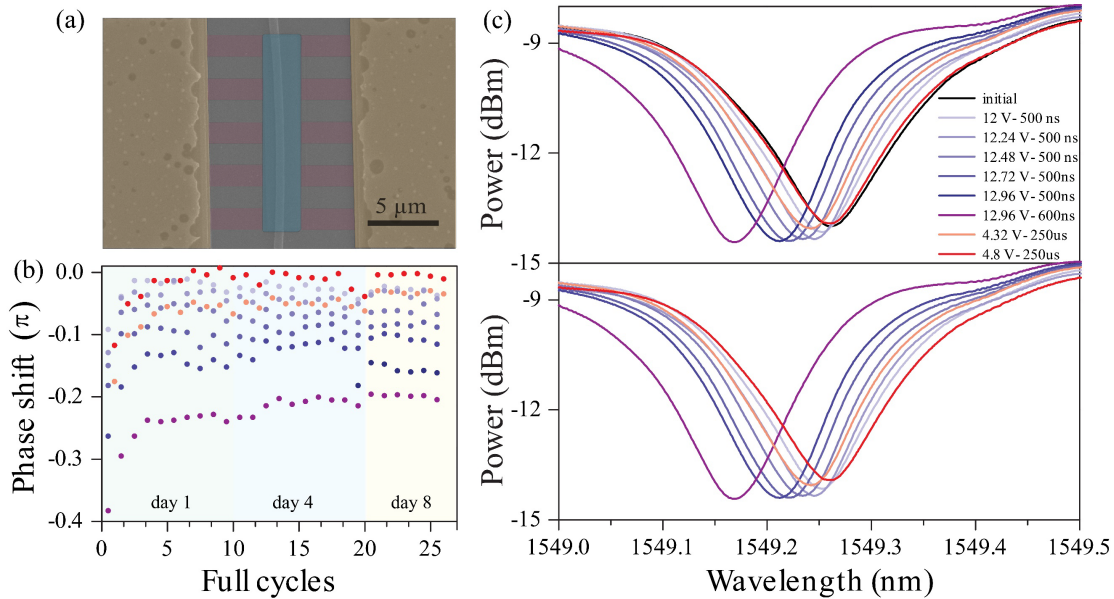 (a)
5 µm
(b)
Phase shift (π)
0.0
-0.1
-0.2
-0.3
-0.4
day 1
day 4
day 8
0
5
10
15
20
25
Full cycles
(c)
Power (dBm)
-9
-12
-15
initial
12 V- 500 ns
12.24 V- 500 ns
12.48 V- 500 ns
12.72 V- 500ns
12.96 V- 500ns
12.96 V- 600ns
4.32 V- 250us
4.8 V- 250us
Power (dBm)
-9
-12
-15
1549.0
1549.1
1549.2
1549.3
1549.4
1549.5
Wavelength (nm)